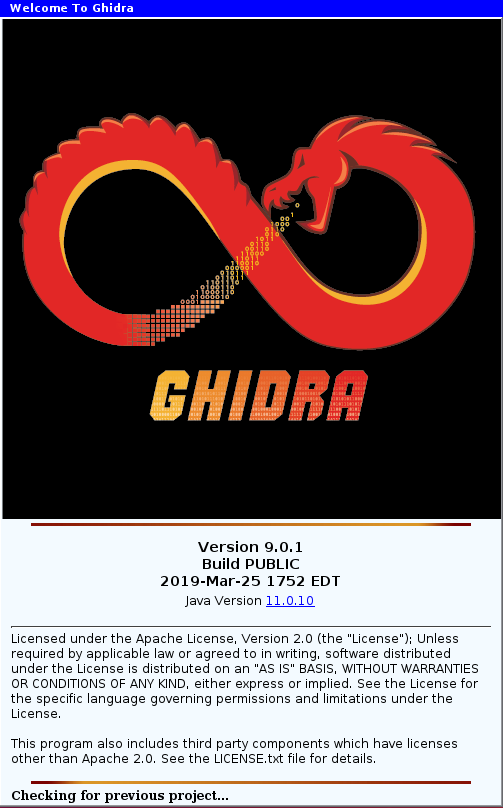 Welcome To Ghidra
GHIDRA
Version 9.0.1
Build PUBLIC
2019-Mar-25 1752 EDT
Java Version 11.0.10
Licensed under the Apache License, Version 2.0 (the "License"); Unless
required by applicable law or agreed to in writing, software distributed
under the License is distributed on an "AS IS" BASIS, WITHOUT WARRANTIES
OR CONDITIONS OF ANY KIND, either express or implied. See the License for
the specific language governing permissions and limitations under the
License.
This program also includes third party components which have licenses
other than Apache 2.0. See the LICENSE.txt file for details.
Checking for previous project...